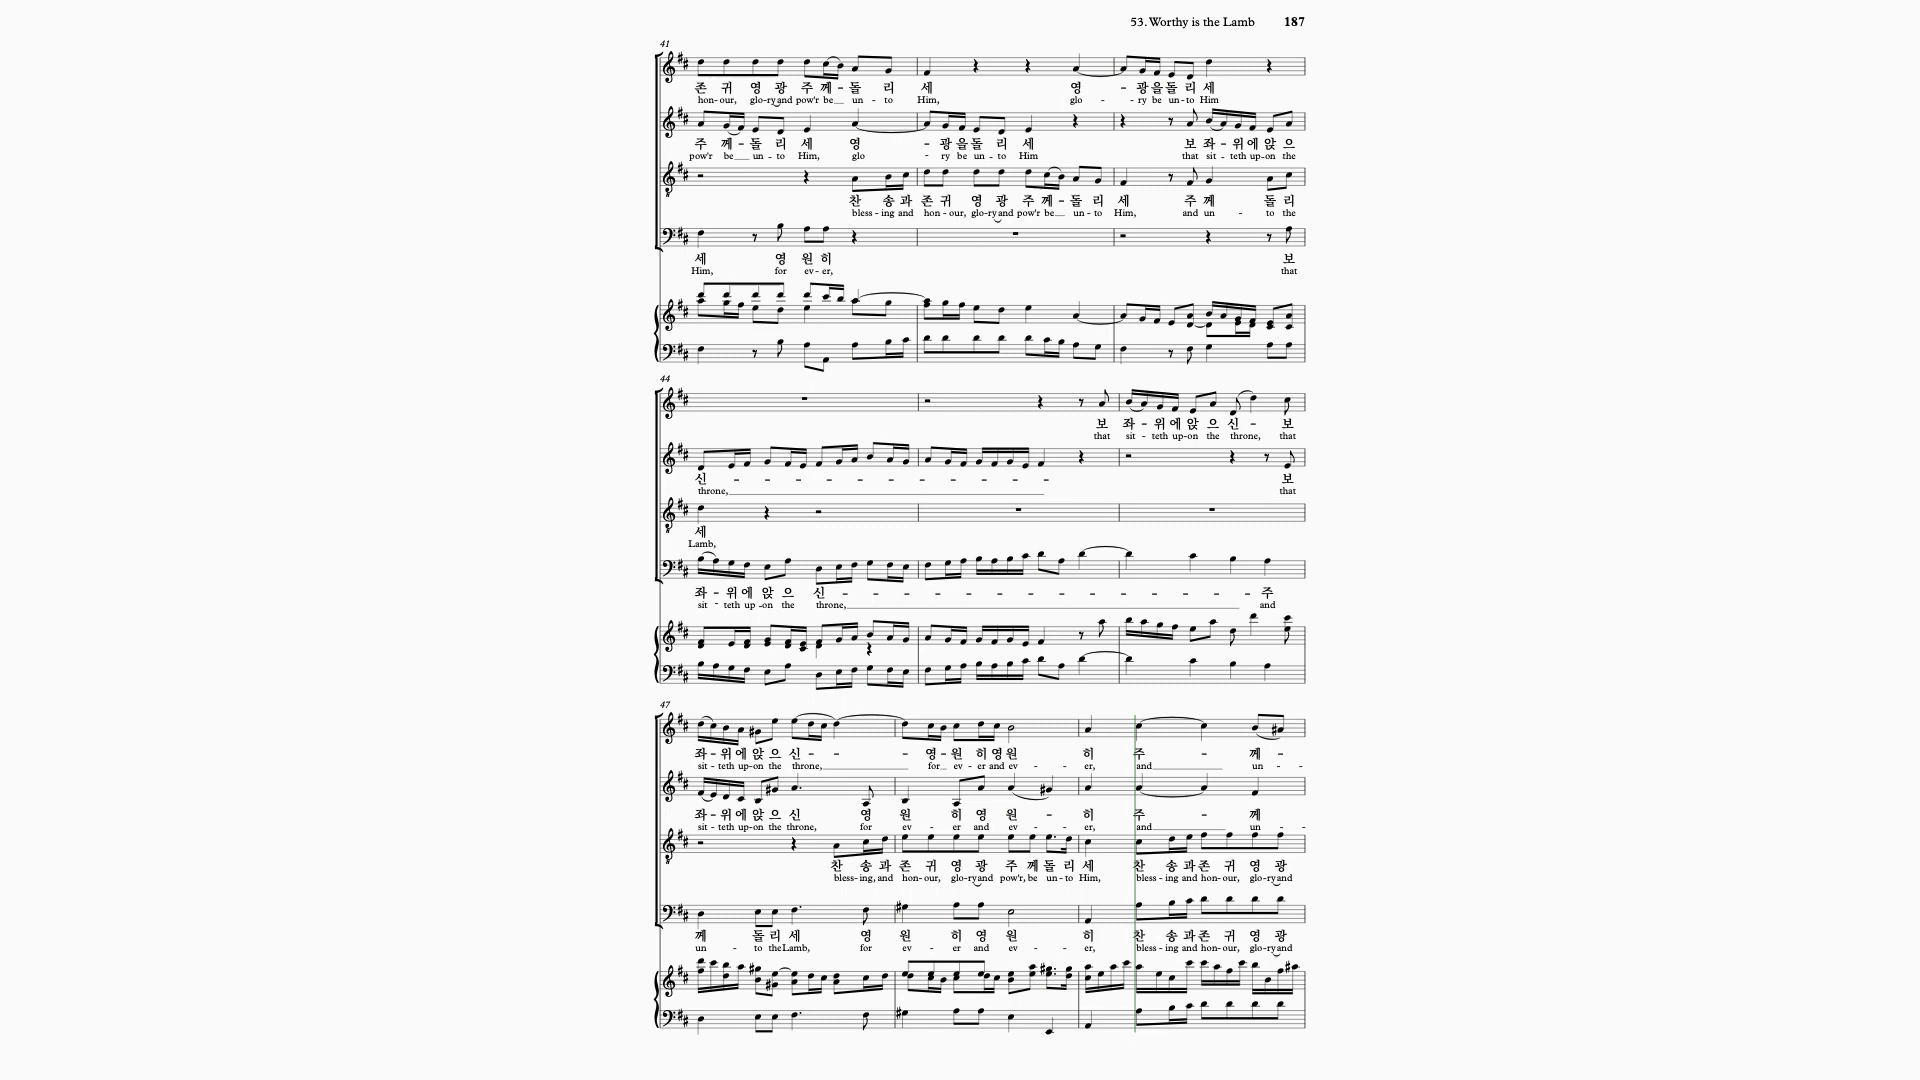 53. Worthy is the Lamb 187
41
존 귀 영 광 주 께 - 돌 리 세 영 - 광 을 돌 리 세
hon - our, glo - ry and pow'r be__ un - to Him, glo - - ry be un - to Him
주 께 - 돌 리 세 영 - 광 을 돌 리 세 보 좌 - 위 에 앉 으
pow'r be__ un - to Him, glo - ry be un - to Him that sit - teth up - on the
찬 송 과 존 귀 영 광 주 께 - 돌 리 세 주 께 돌 리
bless - ing and hon - our, glo - ry and pow'r be__ un - to Him, and un - to the
세 영 원 히 보
Him, for ev - er, that
44
보 좌 - 위 에 앉 으 신 - 보
that sit - teth up - on the throne, that
신 - - - - - - - - - - - - - - - - - - - - 보
throne,__ that
세
Lamb,
좌 - 위 에 앉 으 신 - - - - - - - - - - - - - - - - - - - 주
sit - teth up - on the throne,__ and
47
좌 - 위 에 앉 으 신 - - - 영 - 원 히 영 원 히 주 - 께 -
sit - teth up - on the throne,__ for__ ev - er and ev - er, and__ un - -
좌 - 위 에 앉 으 신 영 원 히 영 원 - 히 주 - 께
sit - teth up - on the throne, for ev - er and ev - er, and__ un - -
찬 송 과 존 귀 영 광 주 께 돌 리 세 찬 송 과 존 귀 영 광
bless - ing, and hon - our, glo - ry and pow'r, be un - to Him, bless - ing and hon - our, glo - ry and
께 돌 리 세 영 원 히 영 원 히 찬 송 과 존 귀 영 광
un - to the Lamb, for ev - er and ev - er, bless - ing and hon - our, glo - ry and